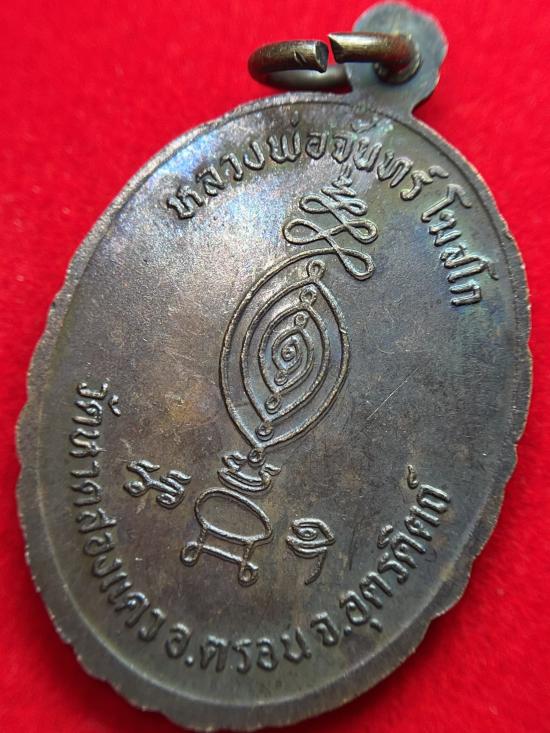 หลวงพ่อจันทร์ โฆสโก
วัดหาดสองแคว อ.ตรอน จ.อุตรดิตถ์